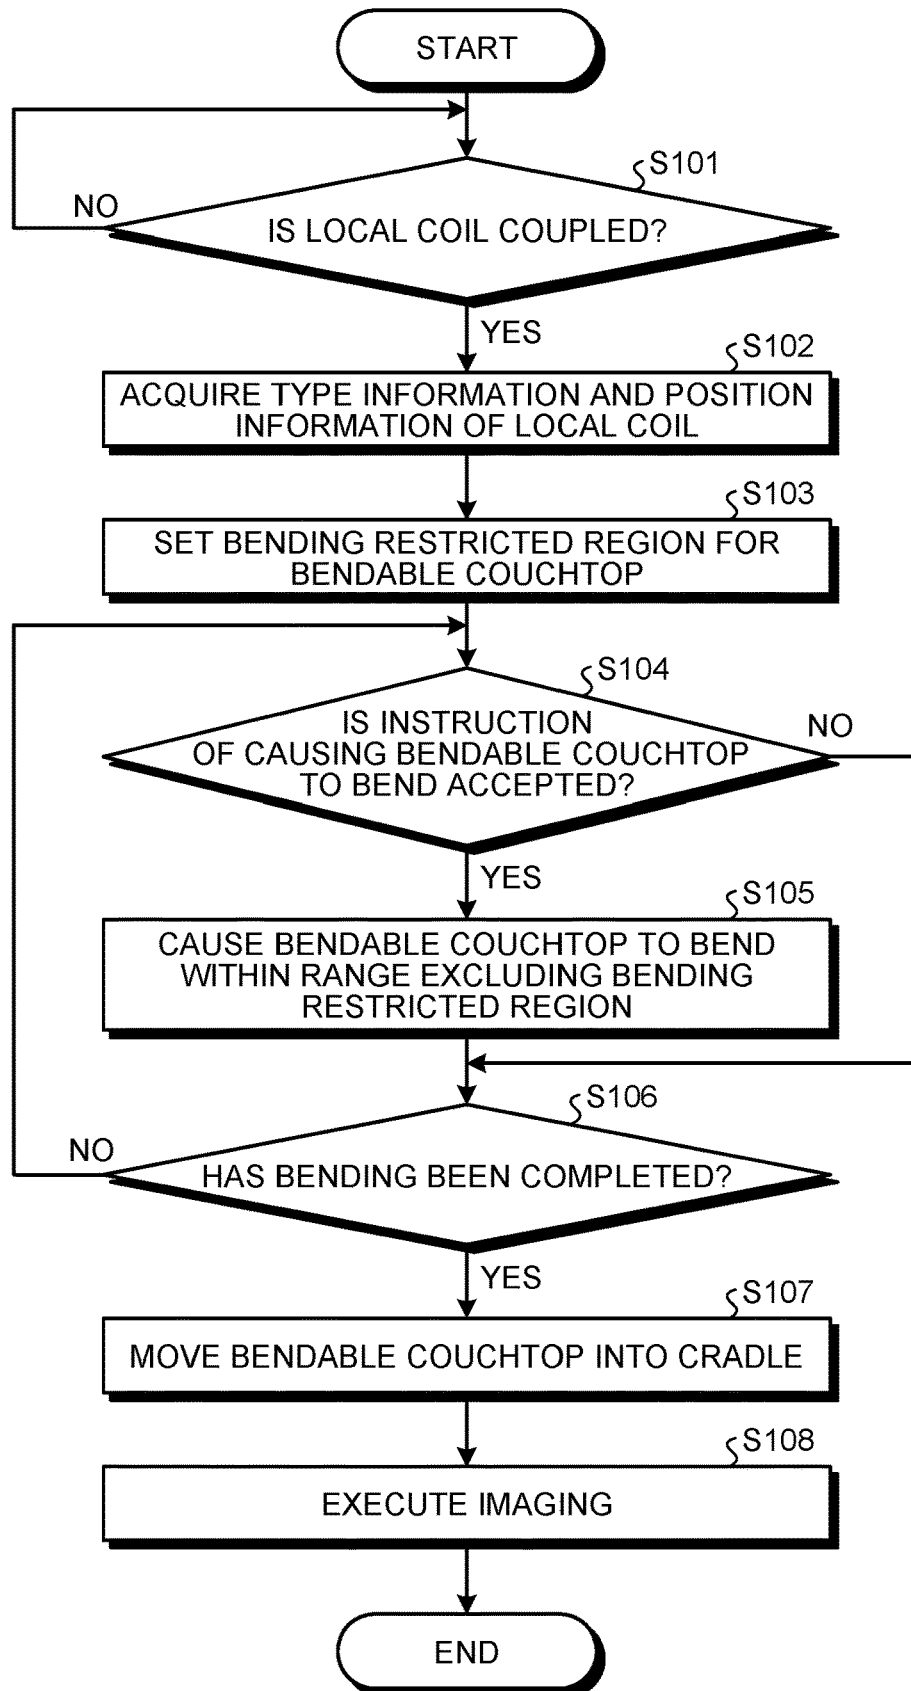 START
S101
NO
IS LOCAL COIL COUPLED?
YES
S102
ACQUIRE TYPE INFORMATION AND POSITION
INFORMATION OF LOCAL COIL
S103
SET BENDING RESTRICTED REGION FOR
BENDABLE COUCHTOP
S104
IS INSTRUCTION
NO
OF CAUSING BENDABLE COUCHTOP
TO BEND ACCEPTED?
YES
S105
CAUSE BENDABLE COUCHTOP TO BEND
WITHIN RANGE EXCLUDING BENDING
RESTRICTED REGION
S106
NO
HAS BENDING BEEN COMPLETED?
YES
S107
MOVE BENDABLE COUCHTOP INTO CRADLE
S108
EXECUTE IMAGING
END